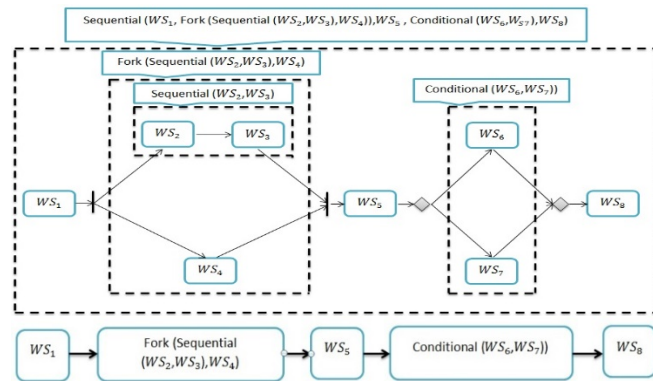 Sequential (WS1, Fork (Sequential (WS2,WS3),WS4)),WS5 , Conditional (WS6,WS7),WS8)
Fork (Sequential (WS2,WS3),WS4)
Sequential (WS2,WS3)
Conditional (WS6,WS7))
WS2
WS3
WS6
WS1
WS5
WS8
WS4
WS7
WS1
Fork (Sequential
(WS2,WS3),WS4)
WS5
Conditional (WS6,WS7))
WS8